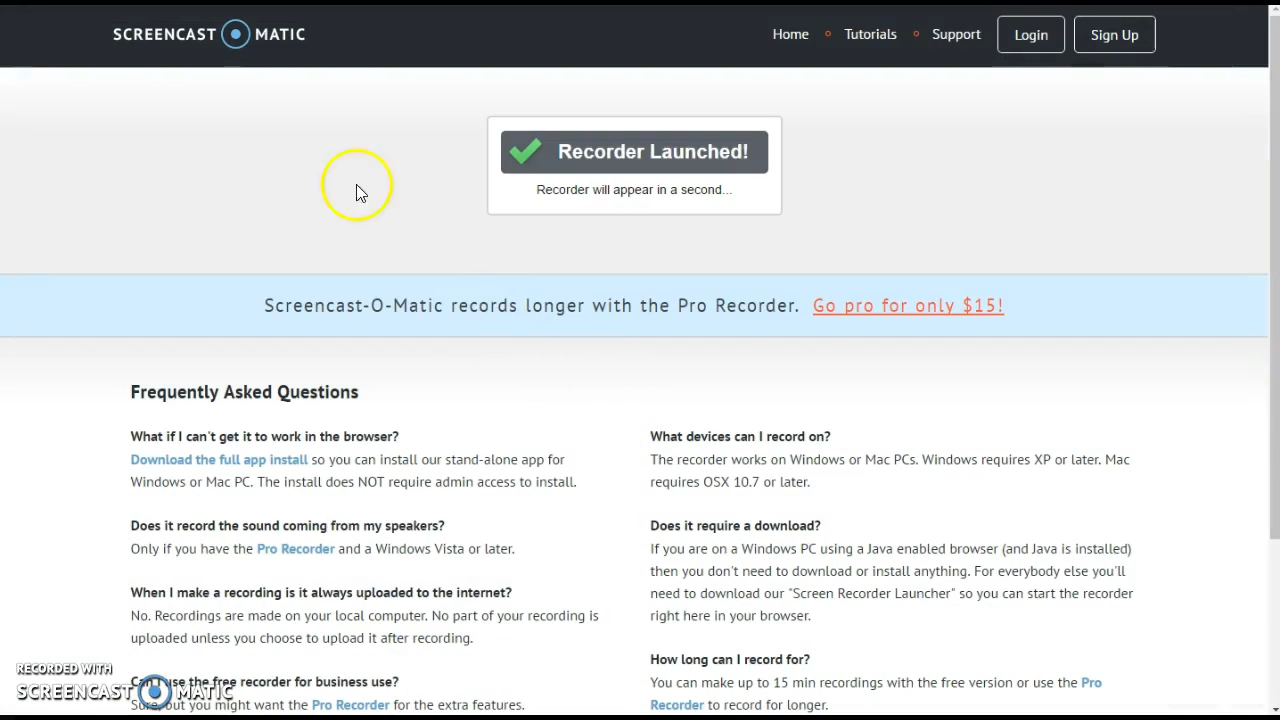 SCREENCAST MATIC
Home Tutorials Support Login Sign Up
Recorder Launched!
Recorder will appear in a second...
Screencast-O-Matic records longer with the Pro Recorder. Go pro for only $15!
Frequently Asked Questions
What if I can't get it to work in the browser?
Download the full app install so you can install our stand-alone app for
Windows or Mac PC. The install does NOT require admin access to install.
Does it record the sound coming from my speakers?
Only if you have the Pro Recorder and a Windows Vista or later.
When I make a recording is it always uploaded to the internet?
No. Recordings are made on your local computer. No part of your recording is
uploaded unless you choose to upload it after recording.
Can I use the free recorder for business use?
Sure, but you might want the Pro Recorder for the extra features.
What devices can I record on?
The recorder works on Windows or Mac PCs. Windows requires XP or later. Mac
requires OSX 10.7 or later.
Does it require a download?
If you are on a Windows PC using a Java enabled browser (and Java is installed)
then you don't need to download or install anything. For everybody else you'll
need to download our "Screen Recorder Launcher" so you can start the recorder
right here in your browser.
How long can I record for?
You can make up to 15 min recordings with the free version or use the Pro
Recorder to record for longer.
RECORDED WITH
SCREENCAST MATIC